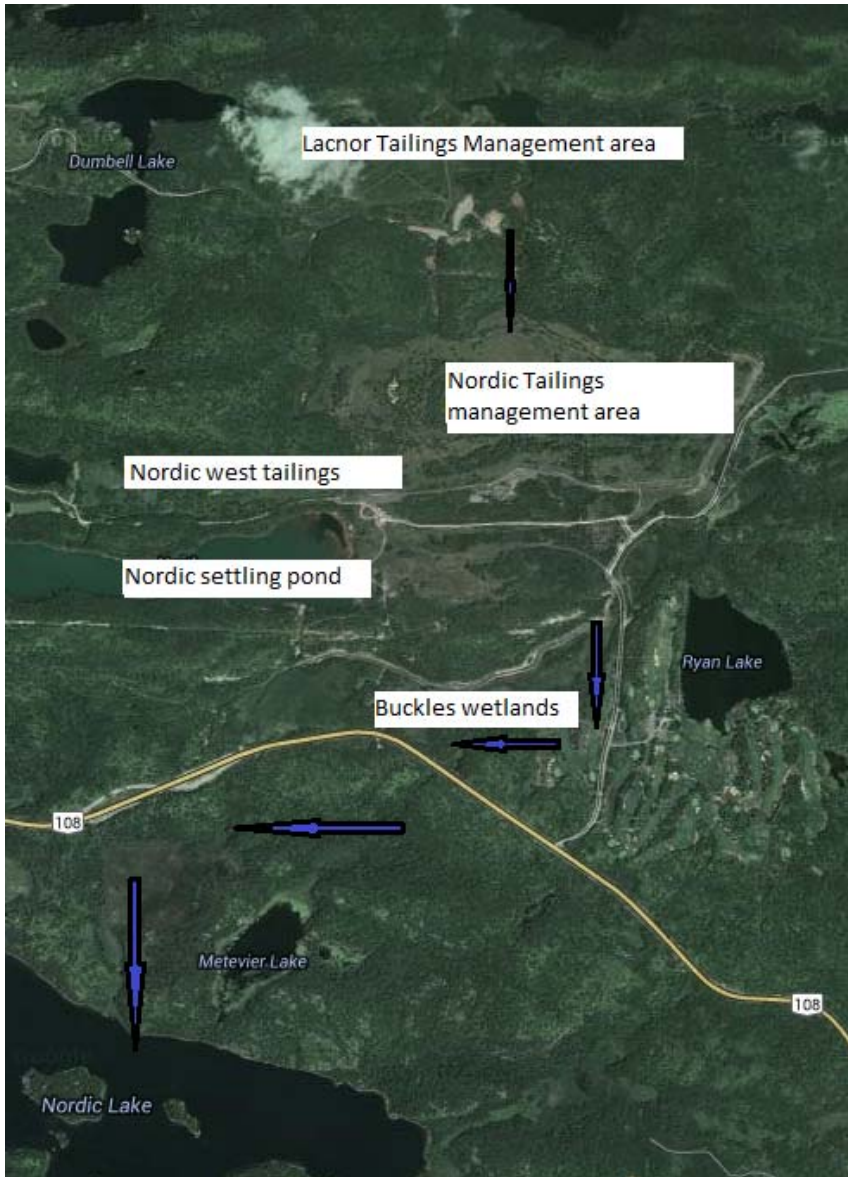 Lacnor Tailings Management area
Dumbell Lake
Nordic Tailings
management area
Nordic west tailings
Nordic settling pond
Ryan Lake
Buckles wetlands
108
Metevier Lake
108
Nordic Lake